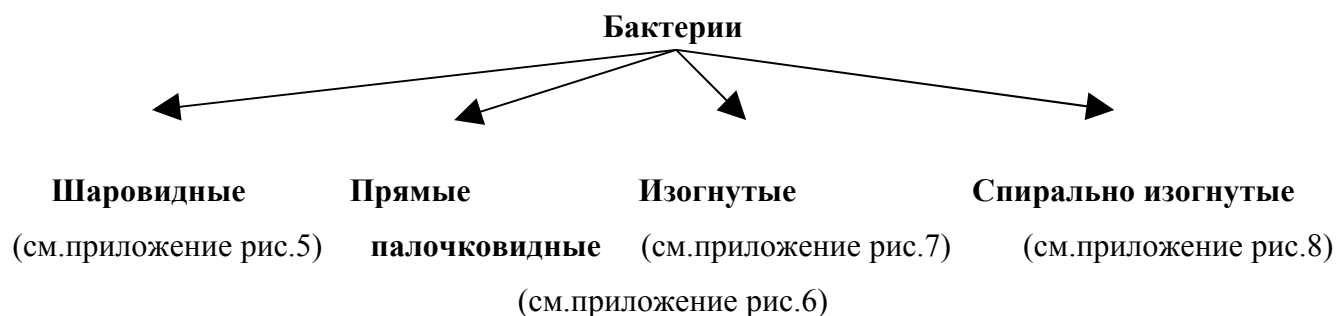 Бактерии
Шаровидные Прямые Изогнутые Спирально изогнутые
(см.приложение рис.5) палочковидные (см.приложение рис.7) (см.приложение рис.8)
(см.приложение рис.6)